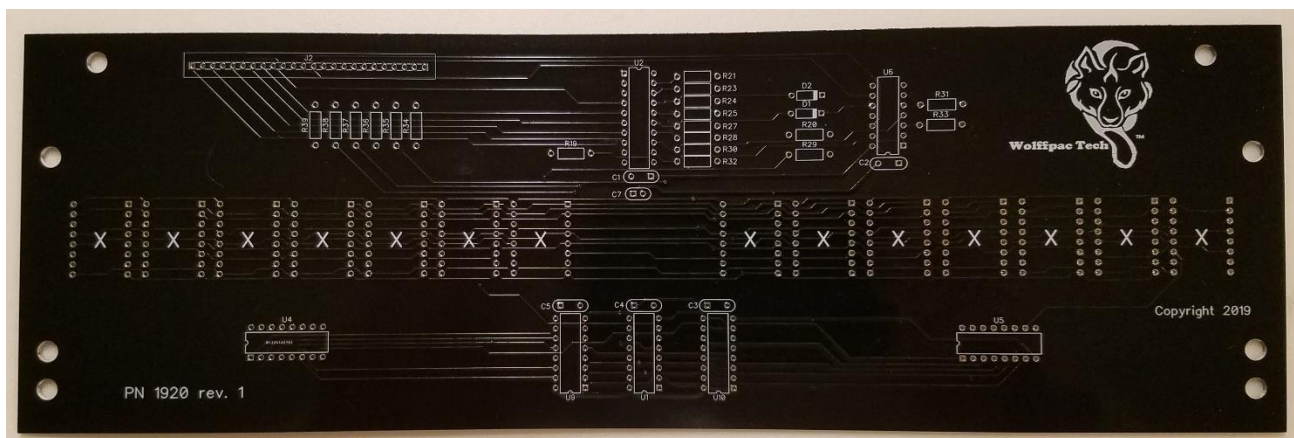 J2
U2
U6
R21
R23
R24
R25
R27
R28
R30
R32
D2
D1
R20
R29
R31
R33
R39
R38
R37
R36
R35
R34
R19
C1
C7
C2
Wolffpac Tech
TM
X X X X X X X X X X X X X X
C5
C4
C3
U4
U5
Copyright 2019
PN 1920 rev. 1
U9
U1
U10